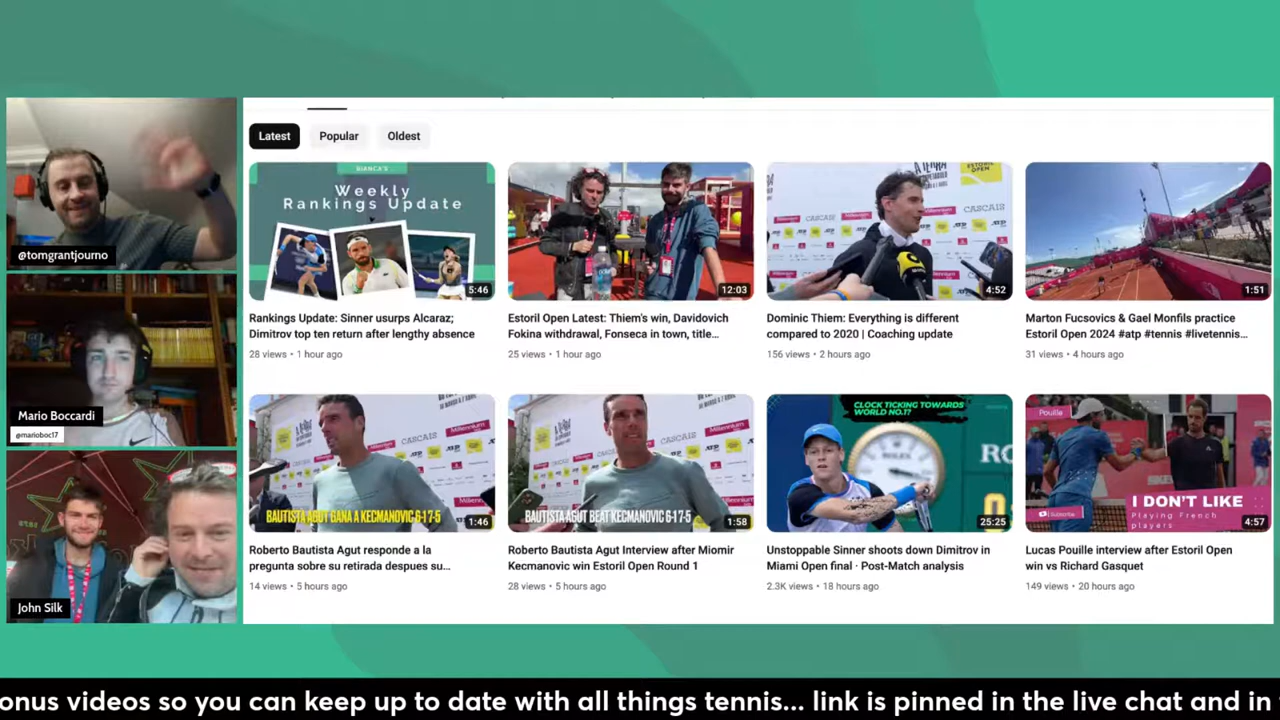 @tomgrantjourno
Mario Boccardi
@marioboc17
John Silk
Latest
Popular
Oldest
BIANCA'S
Weekly
Rankings Update
5:46
12:03
ESTORIL
OPEN
CASCAIS
Millennium
4:52
1:51
Rankings Update: Sinner usurps Alcaraz;
Dimitrov top ten return after lengthy absence
28 views • 1 hour ago
Estoril Open Latest: Thiem's win, Davidovich
Fokina withdrawal, Fonseca in town, title...
25 views • 1 hour ago
Dominic Thiem: Everything is different
compared to 2020 | Coaching update
156 views • 2 hours ago
Marton Fucsovics & Gael Monfils practice
Estoril Open 2024 #atp #tennis #livetennis...
31 views • 4 hours ago
BAUTISTA AGUT GANA A KECMANOVIC 6-1 7-5
1:46
BAUTISTA AGUT BEAT KECMANOVIC 6-1 7-5
1:58
CLOCK TICKING TOWARDS
WORLD NO.1?
ROLEX
25:25
Pouille
I DON'T LIKE
Playing French
players
Subscribe
4:57
Roberto Bautista Agut responde a la
pregunta sobre su retirada despues su...
14 views • 5 hours ago
Roberto Bautista Agut Interview after Miomir
Kecmanovic win Estoril Open Round 1
28 views • 5 hours ago
Unstoppable Sinner shoots down Dimitrov in
Miami Open final · Post-Match analysis
2.3K views • 18 hours ago
Lucas Pouille interview after Estoril Open
win vs Richard Gasquet
149 views • 20 hours ago
onus videos so you can keep up to date with all things tennis... link is pinned in the live chat and in